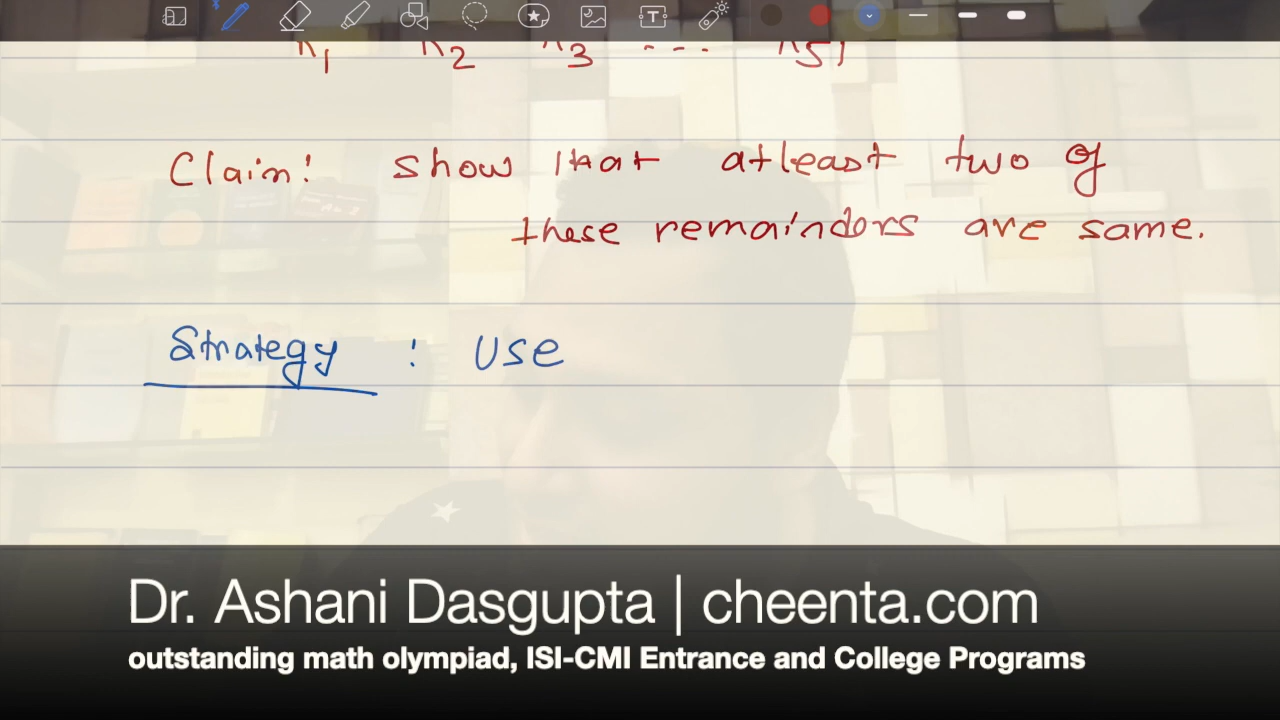 Claim: show that atleast two of
these remainders are same.
Strategy : Use
Dr. Ashani Dasgupta | cheenta.com
outstanding math olympiad, ISI-CMI Entrance and College Programs